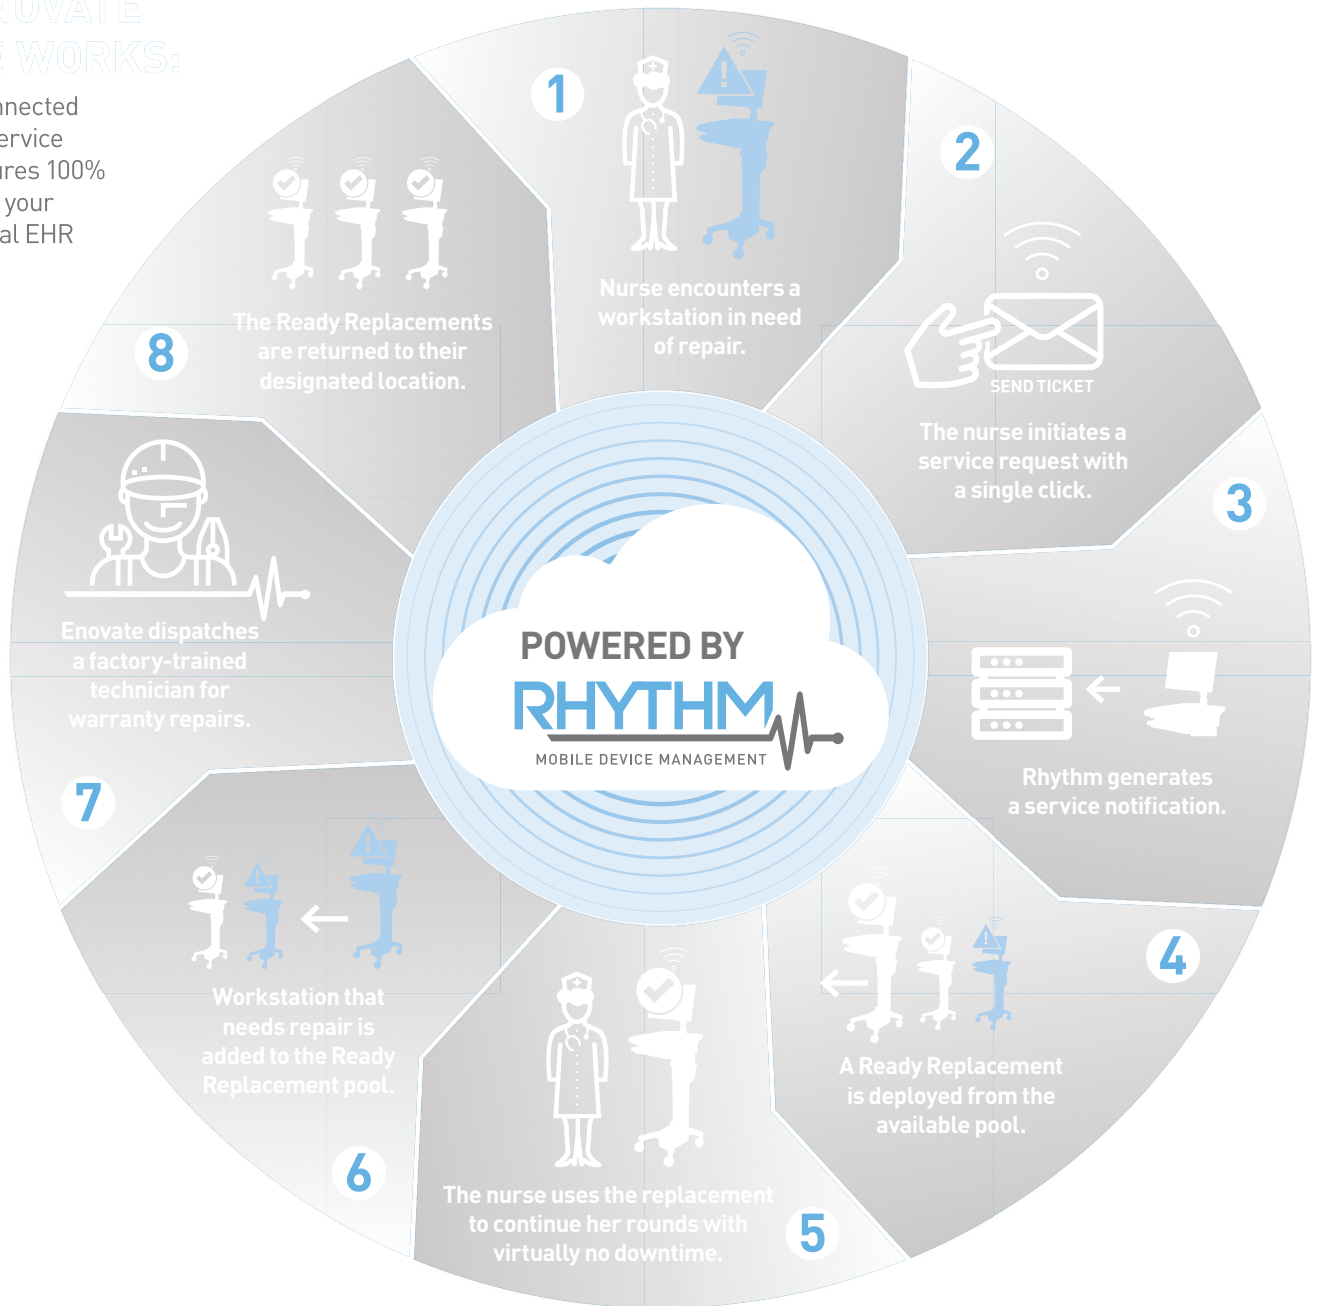 WORKS:
ervice
100%
your
EHR
1
Nurse encounters a
workstation in need
of repair.
2
SEND TICKET
The nurse initiates a
service request with
a single click.
3
Rhythm generates
a service notification.
4
A Ready Replacement
is deployed from the
available pool.
5
The nurse uses the replacement
to continue her rounds with
virtually no downtime.
6
Workstation that
needs repair is
added to the Ready
Replacement pool.
7
Enovate dispatches
a factory-trained
technician for
warranty repairs.
8
The Ready Replacements
are returned to their
designated location.
POWERED BY
RHYTHM
MOBILE DEVICE MANAGEMENT